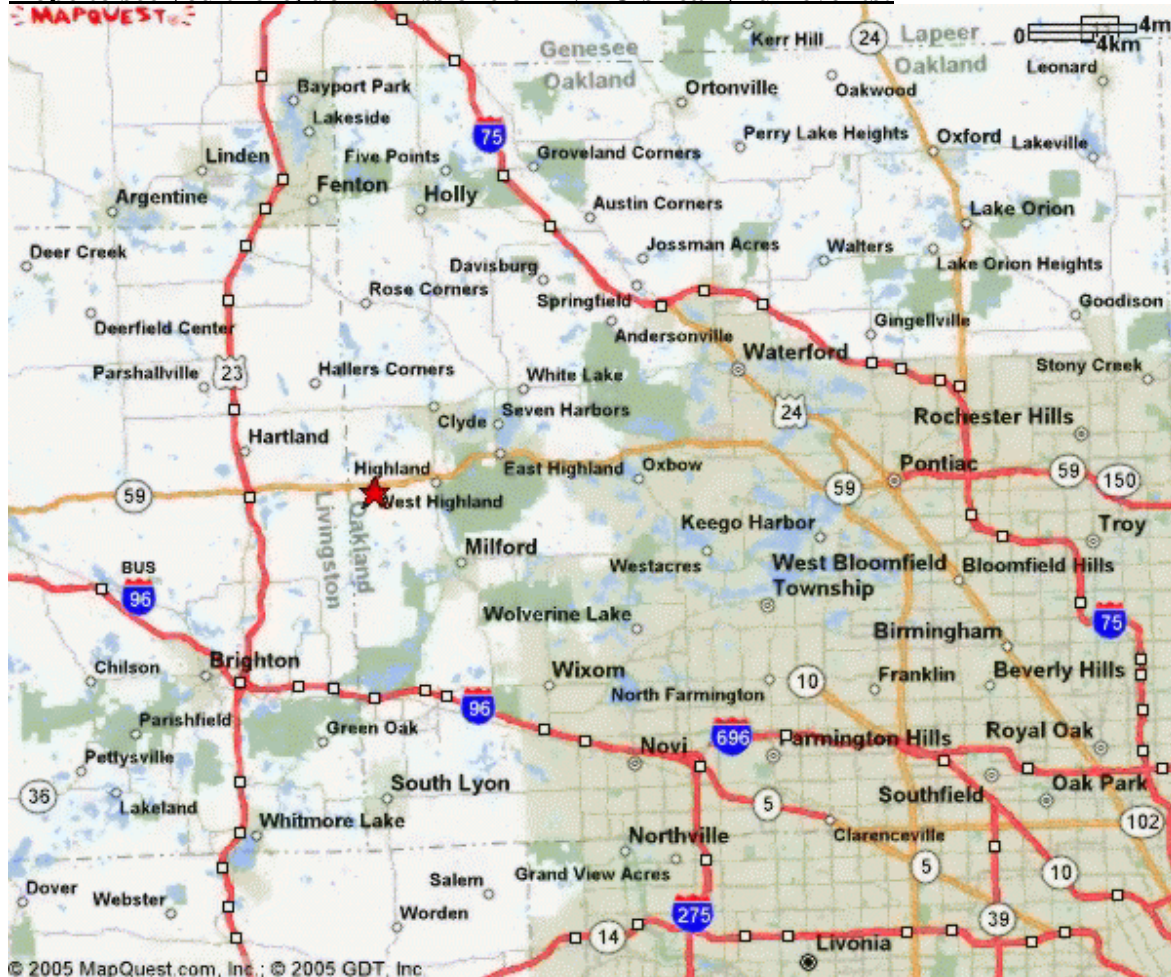 MAPQUEST
Genesee
Oakland
Kerr Hill
24
Lapeer
Oakland
0
4m
4km
Leonard
Bayport Park
Ortonville
Oakwood
Lakeside
75
Perry Lake Heights
Oxford
Lakeville
Linden
Five Points
Groveland Corners
Argentine
Fenton
Holly
Austin Corners
Lake Orion
Deer Creek
Jossman Acres
Walters
Davisburg
Lake Orion Heights
Rose Corners
Springfield
Goodison
Deerfield Center
Andersonville
Gingellville
Waterford
Parshallville
23
Hallers Corners
White Lake
Stony Creek
24
Clyde
Seven Harbors
Rochester Hills
Hartland
Highland
East Highland
Oxbow
Pontiac
59
150
59
West Highland
59
Livingston
Oakland
Keego Harbor
Troy
Milford
Westacres
West Bloomfield
Township
Bloomfield Hills
BUS
96
Wolverine Lake
75
Birmingham
Chilson
Brighton
Wixom
North Farmington
10
Franklin
Beverly Hills
96
Parishfield
Green Oak
Novi
696
Farmington Hills
Royal Oak
Pettysville
36
Lakeland
South Lyon
5
Southfield
Oak Park
Whitmore Lake
Northville
Clarenceville
102
Grand View Acres
5
10
Dover
Webster
Salem
Worden
275
39
14
Livonia
© 2005 MapQuest.com, Inc.; © 2005 GDT, Inc